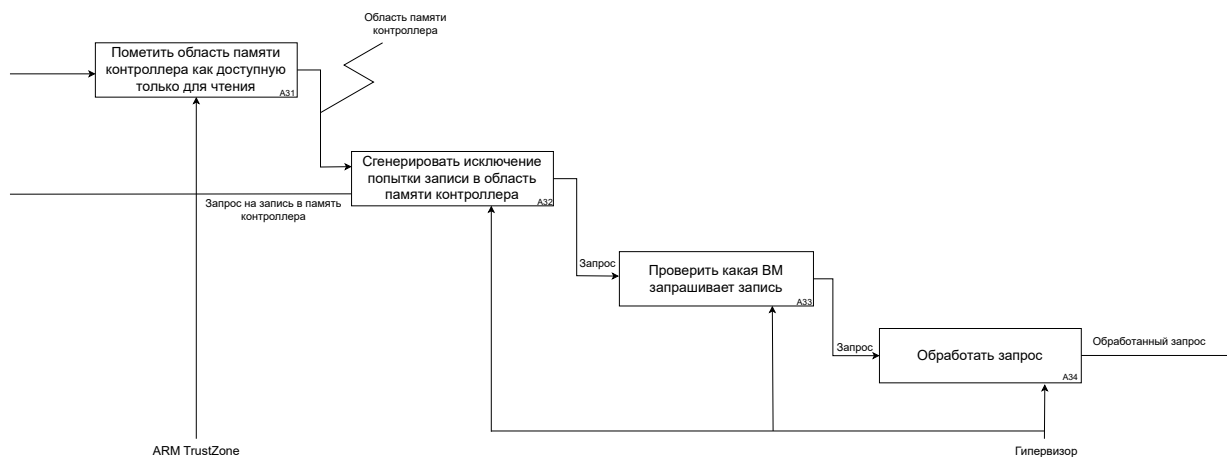 Область памяти
контроллера
Пометить область памяти
контроллера как доступную
только для чтения
A31
Сгенерировать исключение
попытки записи в область
памяти контроллера
A32
Запрос на запись в память
контроллера
Запрос
Проверить какая ВМ
запрашивает запись
A33
Запрос
Обработать запрос
A34
Обработанный запрос
ARM TrustZone
Гипервизор